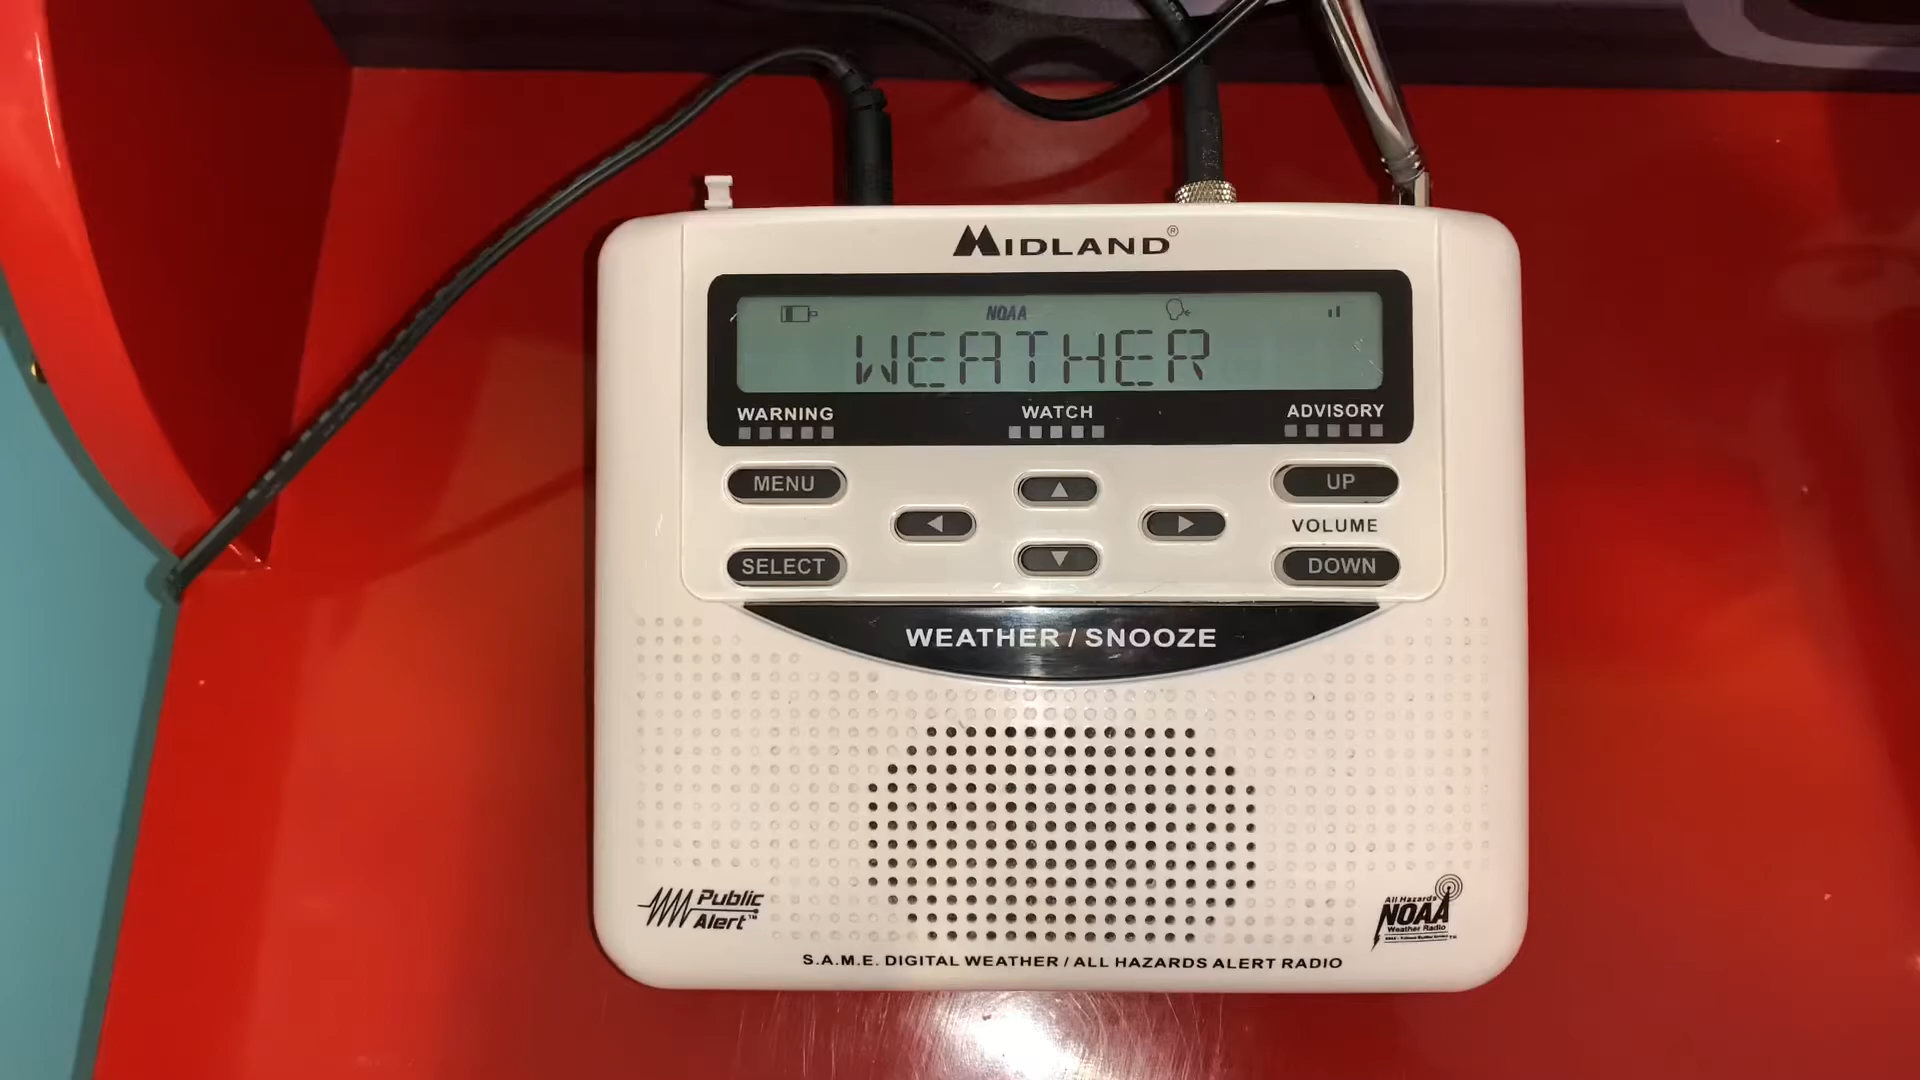 MIDLAND®
NOAA
WEATHER
WARNING WATCH ADVISORY
MENU UP
VOLUME
SELECT DOWN
WEATHER / SNOOZE
Public
Alert™
All Hazards
NOAA
Weather Radio
S.A.M.E. DIGITAL WEATHER / ALL HAZARDS ALERT RADIO